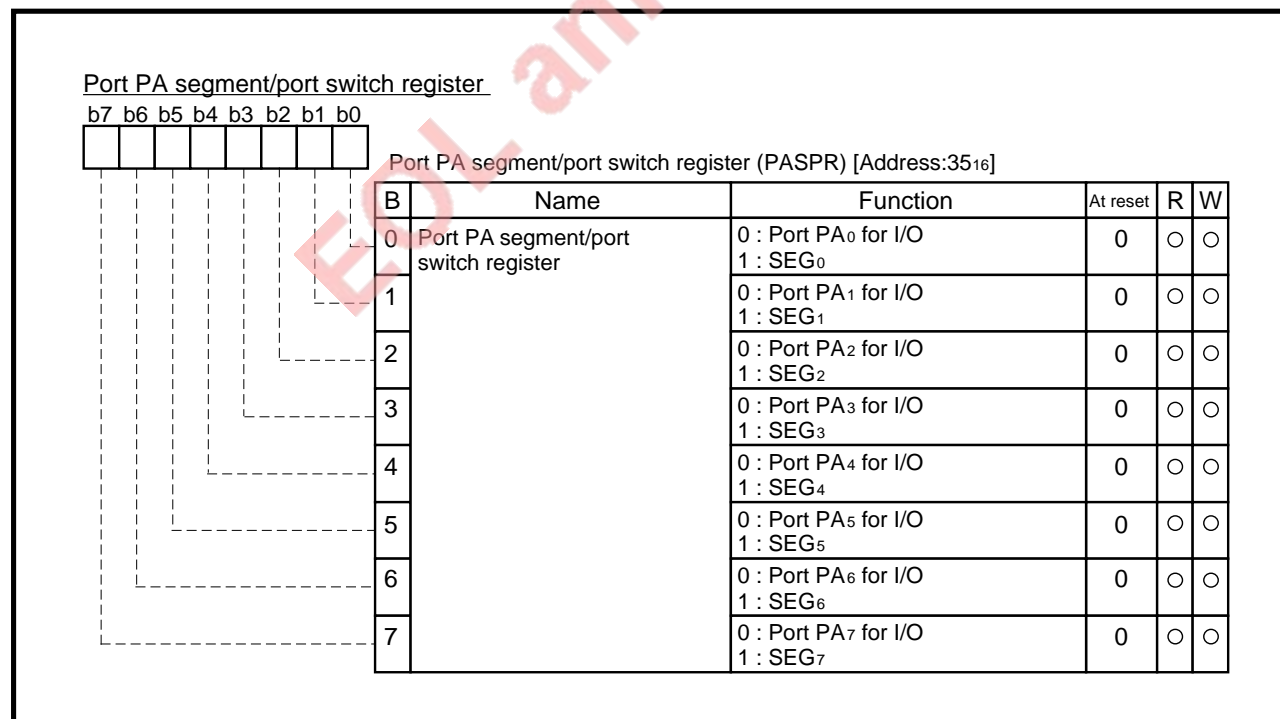 Port PA segment/port switch register
b7 b6 b5 b4 b3 b2 b1 b0
Port PA segment/port switch register (PASPR) [Address:3516]
B Name Function At reset R W
0 Port PA segment/port switch register 0 : Port PA0 for I/O 0 ○ ○
1 : SEG0
1 0 : Port PA1 for I/O 0 ○ ○
1 : SEG1
2 0 : Port PA2 for I/O 0 ○ ○
1 : SEG2
3 0 : Port PA3 for I/O 0 ○ ○
1 : SEG3
4 0 : Port PA4 for I/O 0 ○ ○
1 : SEG4
5 0 : Port PA5 for I/O 0 ○ ○
1 : SEG5
6 0 : Port PA6 for I/O 0 ○ ○
1 : SEG6
7 0 : Port PA7 for I/O 0 ○ ○
1 : SEG7
EOL